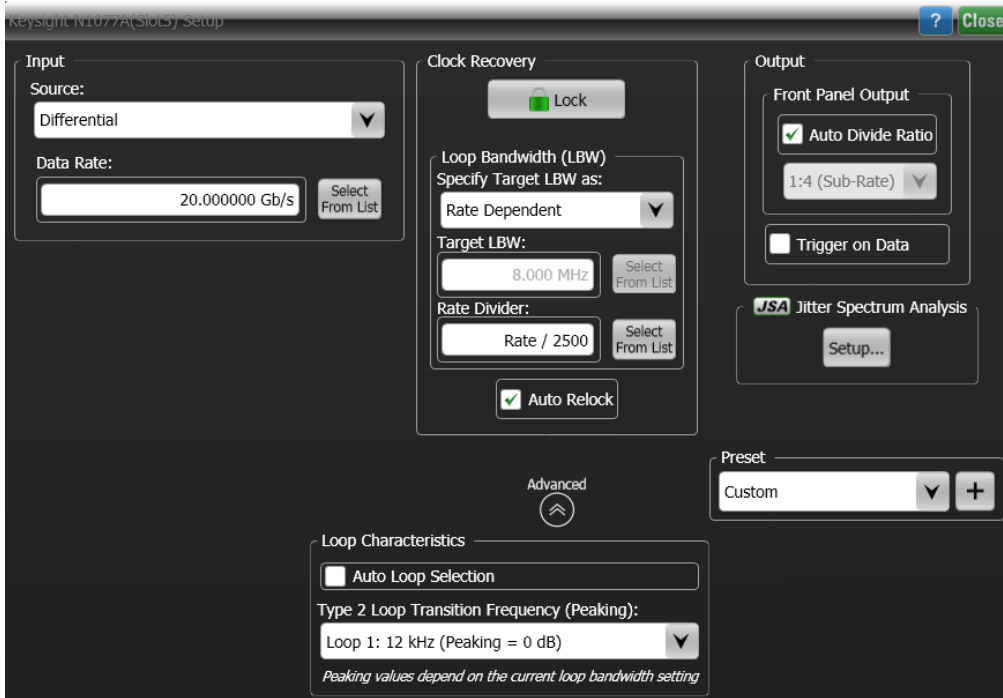 Keysight N1077A(Slot5) Setup
?
Close
Input
Source:
Differential
Data Rate:
20.000000 Gb/s
Select
From List
Clock Recovery
Lock
Loop Bandwidth (LBW)
Specify Target LBW as:
Rate Dependent
Target LBW:
8.000 MHz
Select
From List
Rate Divider:
Rate / 2500
Select
From List
Auto Relock
Output
Front Panel Output
Auto Divide Ratio
1:4 (Sub-Rate)
Trigger on Data
JSA Jitter Spectrum Analysis
Setup...
Preset
Custom
+
Advanced
Loop Characteristics
Auto Loop Selection
Type 2 Loop Transition Frequency (Peaking):
Loop 1: 12 kHz (Peaking = 0 dB)
Peaking values depend on the current loop bandwidth setting